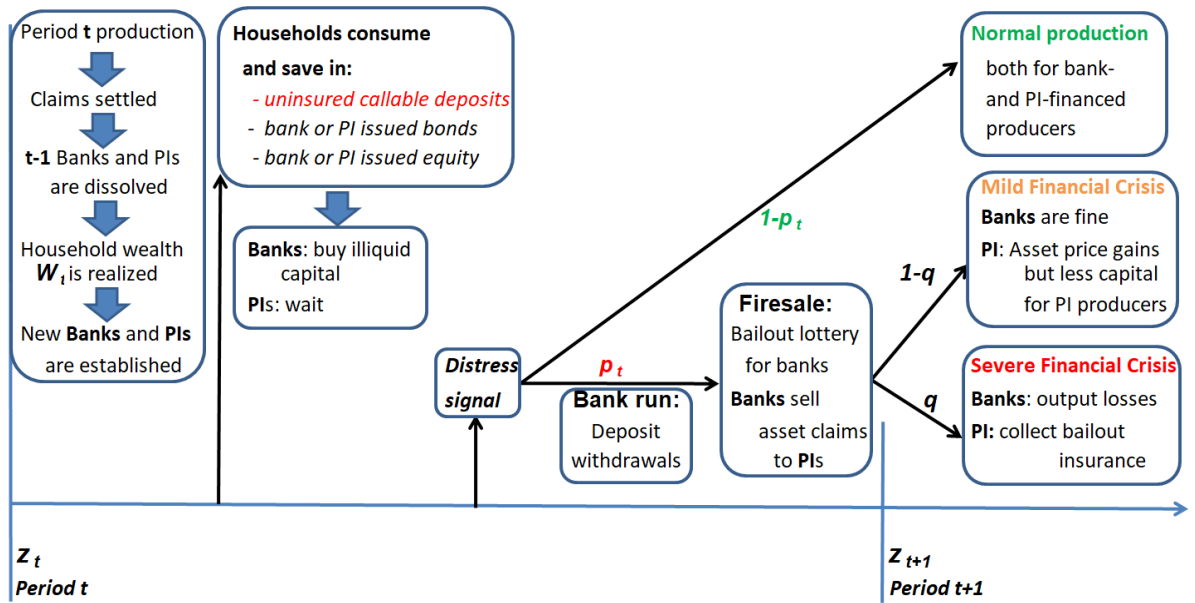 Period t production
Claims settled
t-1 Banks and PIs
are dissolved
Household wealth
W t is realized
New Banks and PIs
are established
Households consume
and save in:
- uninsured callable deposits
- bank or PI issued bonds
- bank or PI issued equity
Banks: buy illiquid
capital
PIs: wait
Distress
signal
1-p t
p t
Bank run:
Deposit
withdrawals
Firesale:
Bailout lottery
for banks
Banks sell
asset claims
to PIs
1-q
q
Normal production
both for bank-
and PI-financed
producers
Mild Financial Crisis
Banks are fine
PI: Asset price gains
but less capital
for PI producers
Severe Financial Crisis
Banks: output losses
PI: collect bailout
insurance
z t
Period t
z t+1
Period t+1